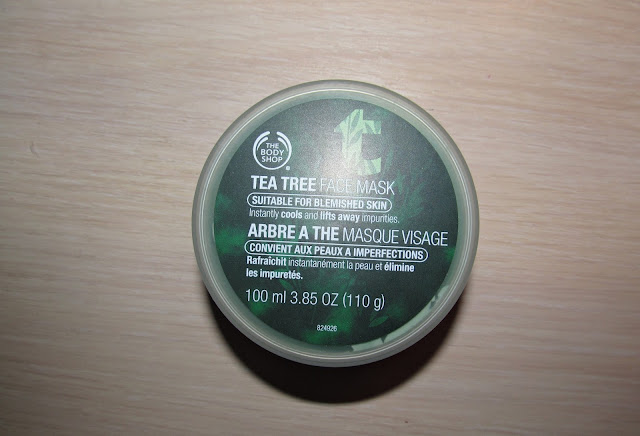 THE
BODY
SHOP®
TEA TREE FACE MASK
SUITABLE FOR BLEMISHED SKIN
Instantly cools and lifts away impurities.
ARBRE A THE MASQUE VISAGE
CONVIENT AUX PEAUX A IMPERFECTIONS
Rafraîchit instantanément la peau et élimine
les impuretés.
100 ml 3.85 OZ (110 g)
824926